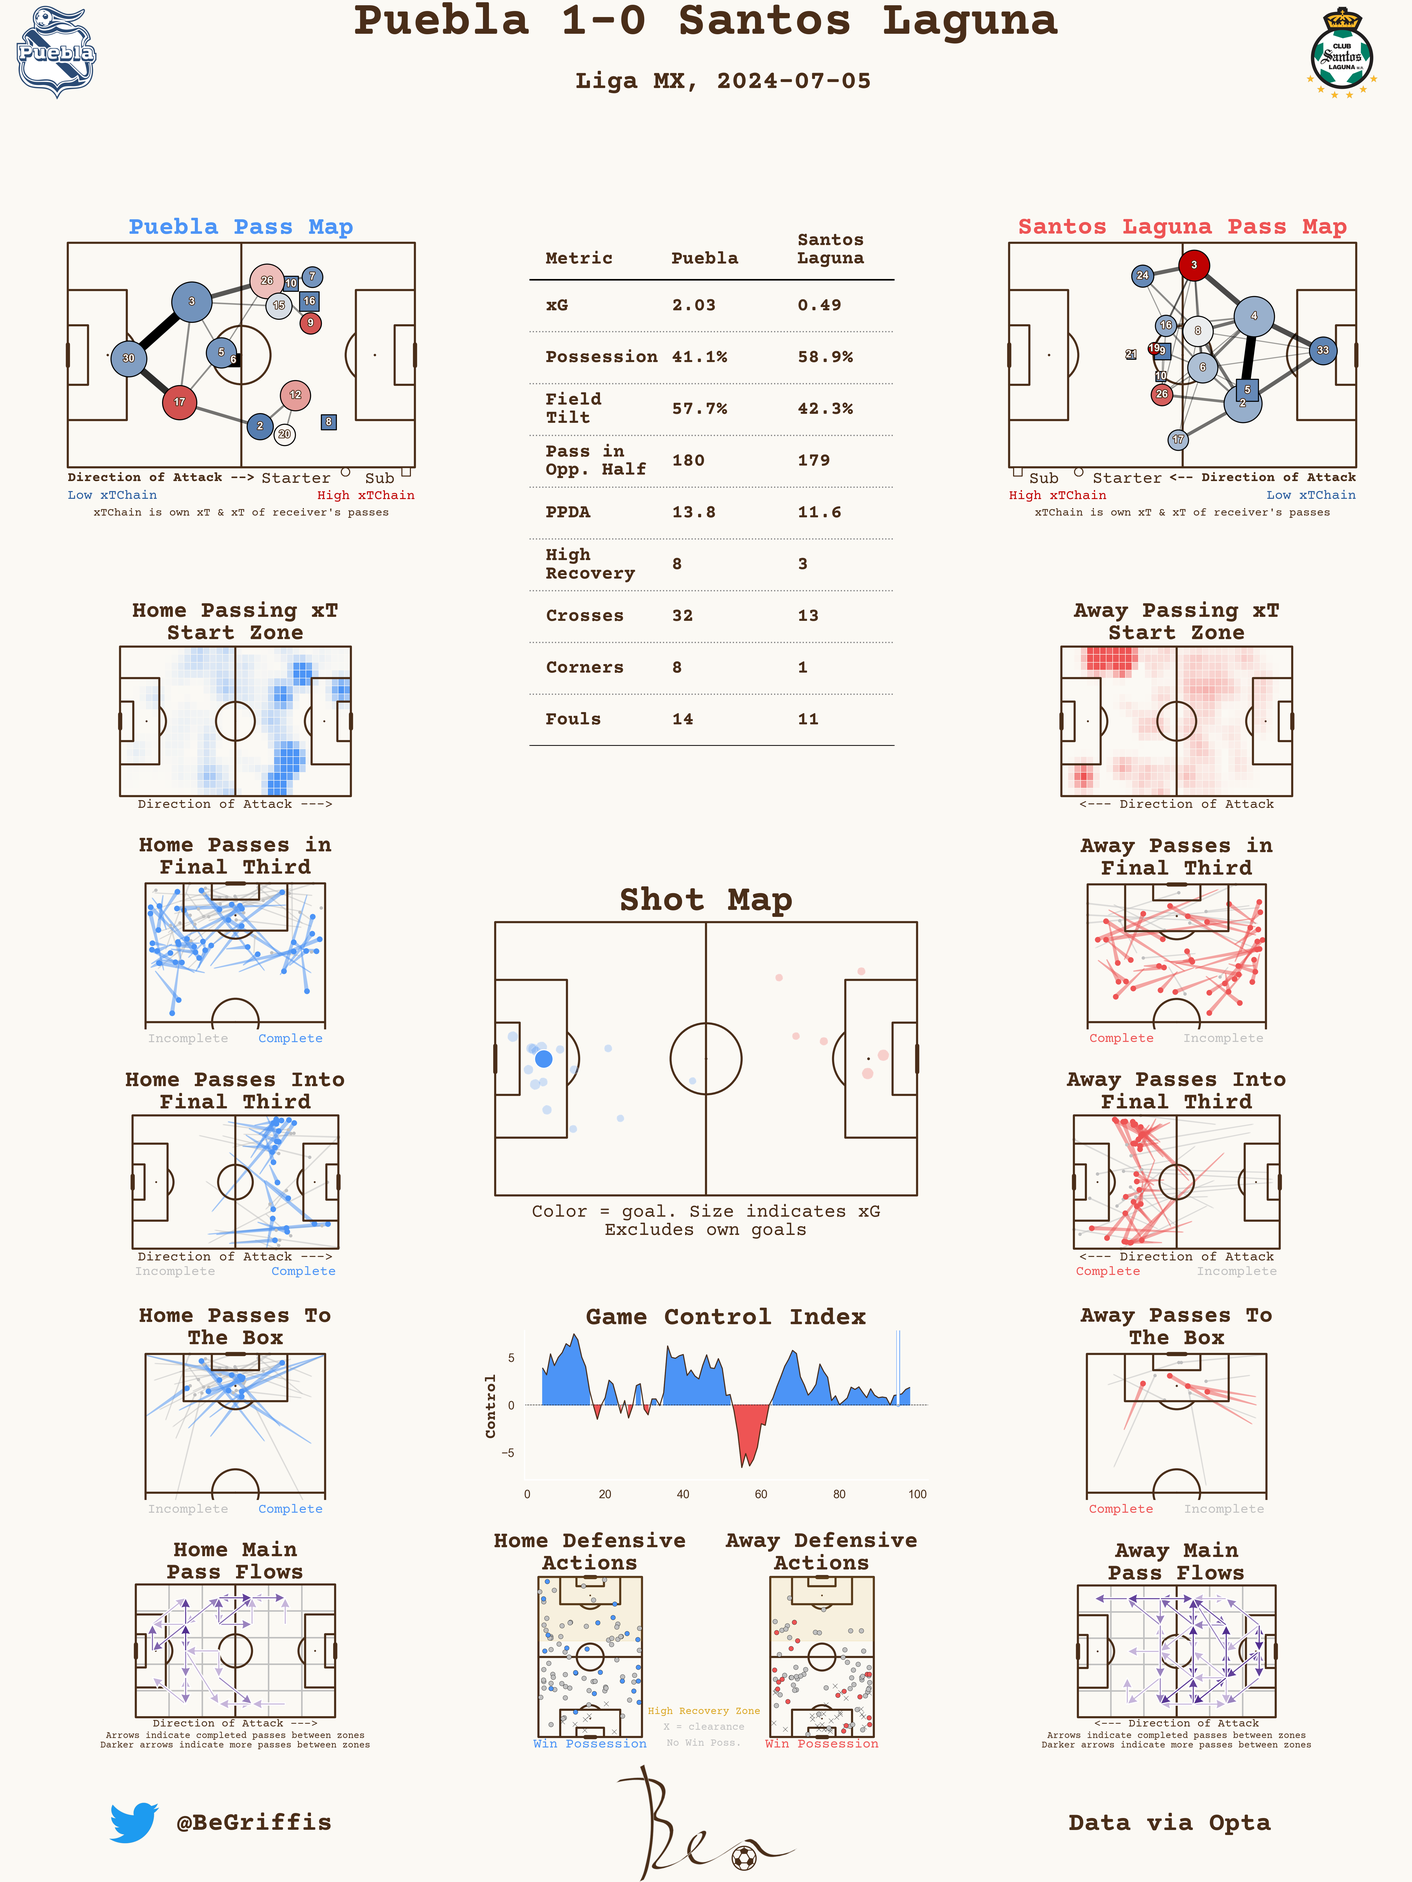 Puebla 1-0 Santos Laguna
Liga MX, 2024-07-05
Puebla
CLUB
Santos
LAGUNA
Puebla Pass Map
26
10
7
3
15
16
9
5
6
30
17
12
2
20
8
Direction of Attack --> Starter Sub
Low xTChain High xTChain
xTChain is own xT & xT of receiver's passes
Metric Puebla Santos Laguna
xG 2.03 0.49
Possession 41.1% 58.9%
Field Tilt 57.7% 42.3%
Pass in Opp. Half 180 179
PPDA 13.8 11.6
High Recovery 8 3
Crosses 32 13
Corners 8 1
Fouls 14 11
Santos Laguna Pass Map
24
3
16
8
4
21
19
9
33
6
10
26
5
2
17
Sub Starter <-- Direction of Attack
High xTChain Low xTChain
xTChain is own xT & xT of receiver's passes
Home Passing xT
Start Zone
Direction of Attack --->
Away Passing xT
Start Zone
<--- Direction of Attack
Home Passes in
Final Third
Incomplete Complete
Away Passes in
Final Third
Complete Incomplete
Shot Map
Color = goal. Size indicates xG
Excludes own goals
Home Passes Into
Final Third
Direction of Attack --->
Incomplete Complete
Away Passes Into
Final Third
<--- Direction of Attack
Complete Incomplete
Home Passes To
The Box
Incomplete Complete
Game Control Index
Control
5
0
−5
0 20 40 60 80 100
Away Passes To
The Box
Complete Incomplete
Home Main
Pass Flows
Direction of Attack --->
Arrows indicate completed passes between zones
Darker arrows indicate more passes between zones
Home Defensive
Actions
Win Possession
High Recovery Zone
X = clearance
No Win Poss.
Away Defensive
Actions
Win Possession
Away Main
Pass Flows
<--- Direction of Attack
Arrows indicate completed passes between zones
Darker arrows indicate more passes between zones
@BeGriffis
Ben
Data via Opta